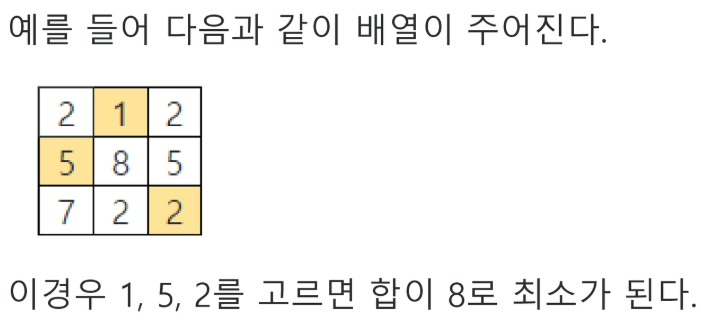 예를 들어 다음과 같이 배열이 주어진다.
2 1 2
5 8 5
7 2 2
이경우 1, 5, 2를 고르면 합이 8로 최소가 된다.